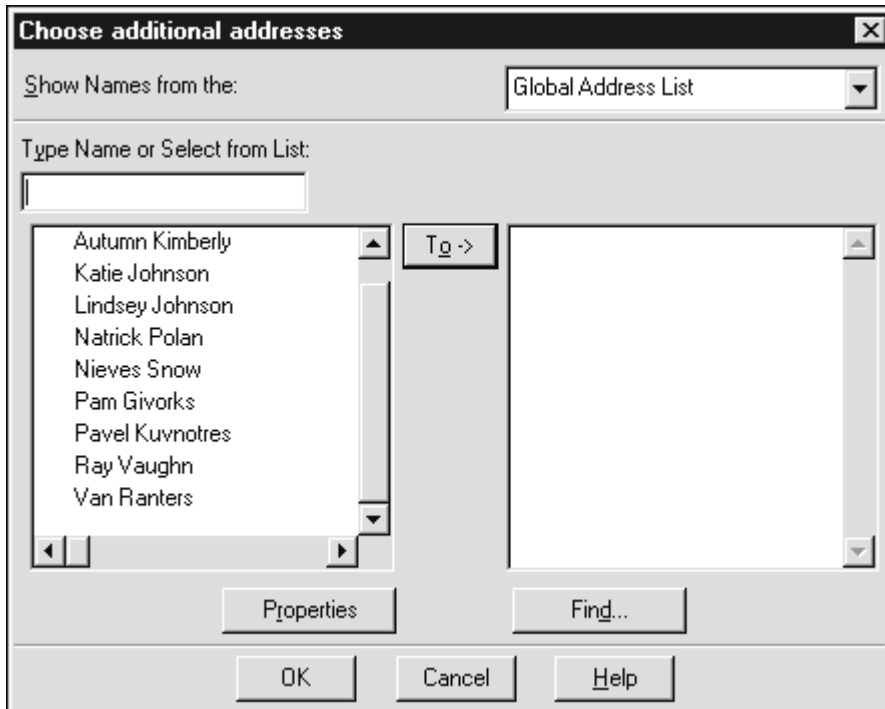 Choose additional addresses
Show Names from the:
Global Address List
Type Name or Select from List:
Autumn Kimberly
Katie Johnson
Lindsey Johnson
Natrick Polan
Nieves Snow
Pam Givorks
Pavel Kuvnotres
Ray Vaughn
Van Ranters
To ->
Properties
Find...
OK
Cancel
Help